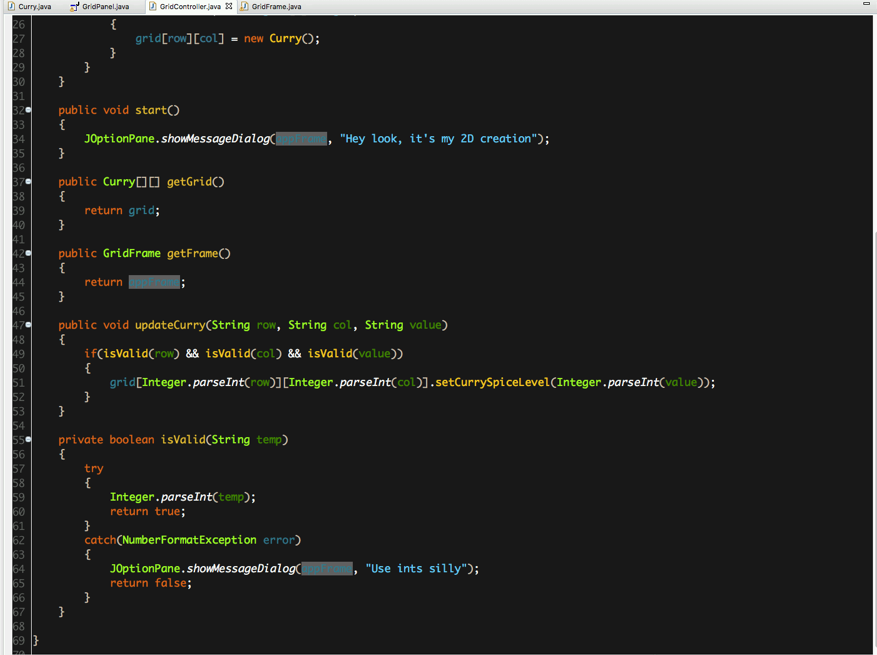 Curry.java GridPanel.java GridController.java GridFrame.java
26 {
27 grid[row][col] = new Curry();
28 }
29 }
30 }
31
32 public void start()
33 {
34 JOptionPane.showMessageDialog(appFrame, "Hey look, it's my 2D creation");
35 }
36
37 public Curry[][] getGrid()
38 {
39 return grid;
40 }
41
42 public GridFrame getFrame()
43 {
44 return appFrame;
45 }
46
47 public void updateCurry(String row, String col, String value)
48 {
49 if(isValid(row) && isValid(col) && isValid(value))
50 {
51 grid[Integer.parseInt(row)][Integer.parseInt(col)].setCurrySpiceLevel(Integer.parseInt(value));
52 }
53 }
54
55 private boolean isValid(String temp)
56 {
57 try
58 {
59 Integer.parseInt(temp);
60 return true;
61 }
62 catch(NumberFormatException error)
63 {
64 JOptionPane.showMessageDialog(appFrame, "Use ints silly");
65 return false;
66 }
67 }
68
69 }
70